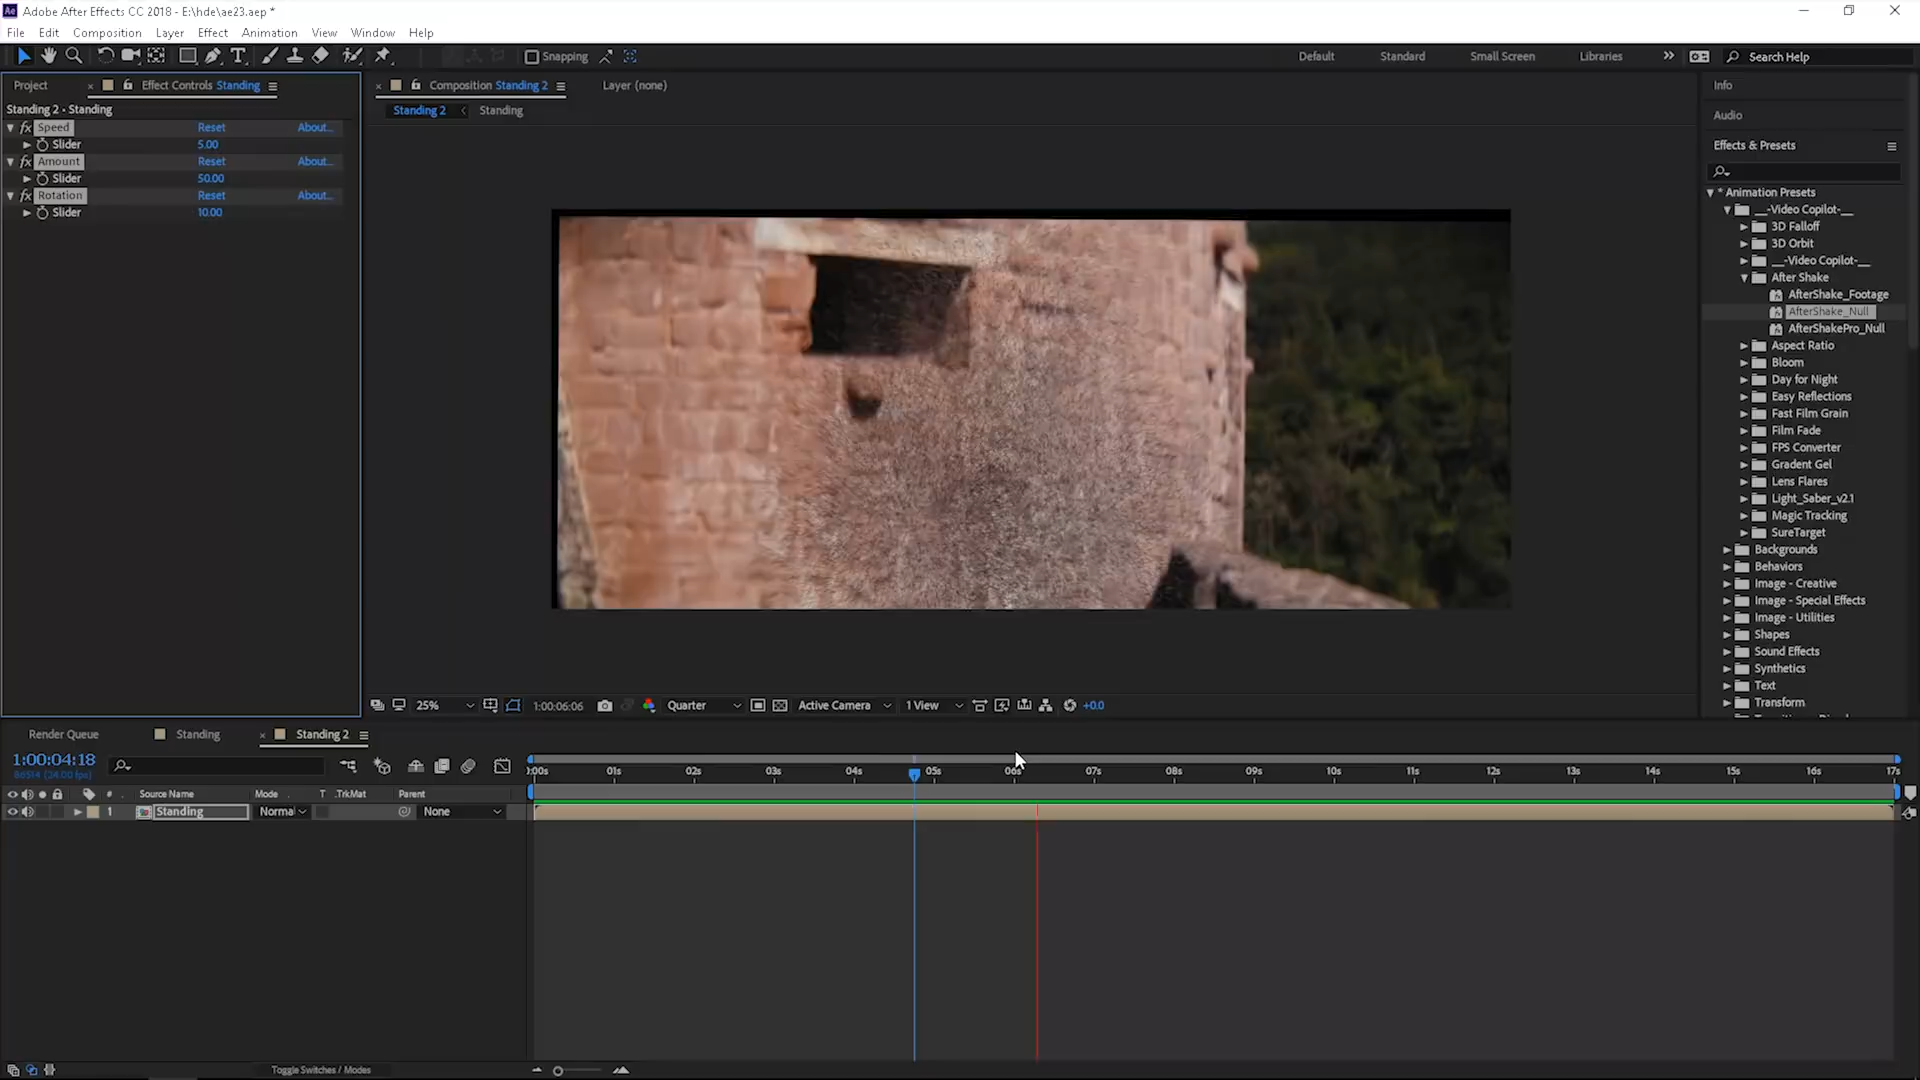 Ae Adobe After Effects CC 2018 - E:\hde\ae23.aep *
File Edit Composition Layer Effect Animation View Window Help
Snapping
Default Standard Small Screen Libraries Search Help
Project Effect Controls Standing
Standing 2 • Standing
fx Speed Reset About...
Slider 5.00
fx Amount Reset About...
Slider 50.00
fx Rotation Reset About...
Slider 10.00
Composition Standing 2 Layer (none)
Standing 2 Standing
25% 1:00:06:06 Quarter Active Camera 1 View +0.0
Info
Audio
Effects & Presets
* Animation Presets
__-Video Copilot-__
3D Falloff
3D Orbit
__-Video Copilot-__
After Shake
AfterShake_Footage
AfterShake_Null
AfterShakePro_Null
Aspect Ratio
Bloom
Day for Night
Easy Reflections
Fast Film Grain
Film Fade
FPS Converter
Gradent Gel
Lens Flares
Light_Saber_v2.1
Magic Tracking
SureTarget
Backgrounds
Behaviors
Image - Creative
Image - Special Effects
Image - Utilities
Shapes
Sound Effects
Synthetics
Text
Transform
Render Queue Standing Standing 2
1:00:04:18
86514 (24.00 fps)
:00s 01s 02s 03s 04s 05s 06s 07s 08s 09s 10s 11s 12s 13s 14s 15s 16s 17s
# Source Name Mode T .TrkMat Parent
1 Standing Normal None
Toggle Switches / Modes